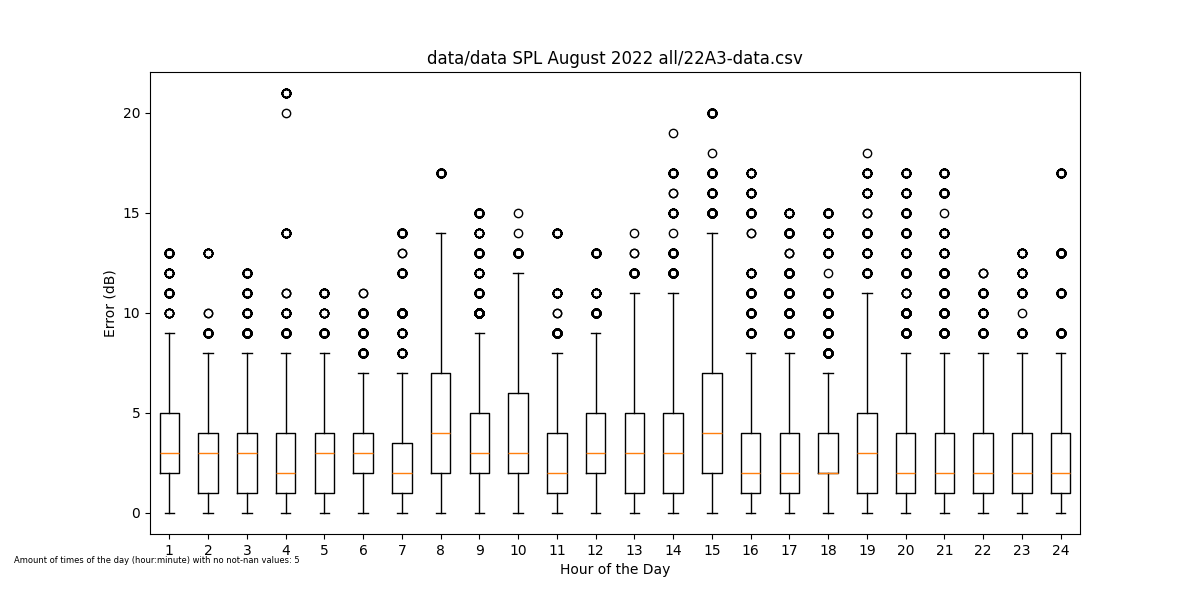 data/data SPL August 2022 all/22A3-data.csv
Error (dB)
20
15
10
5
0
1 2 3 4 5 6 7 8 9 10 11 12 13 14 15 16 17 18 19 20 21 22 23 24
Amount of times of the day (hour:minute) with no not-nan values: 5
Hour of the Day